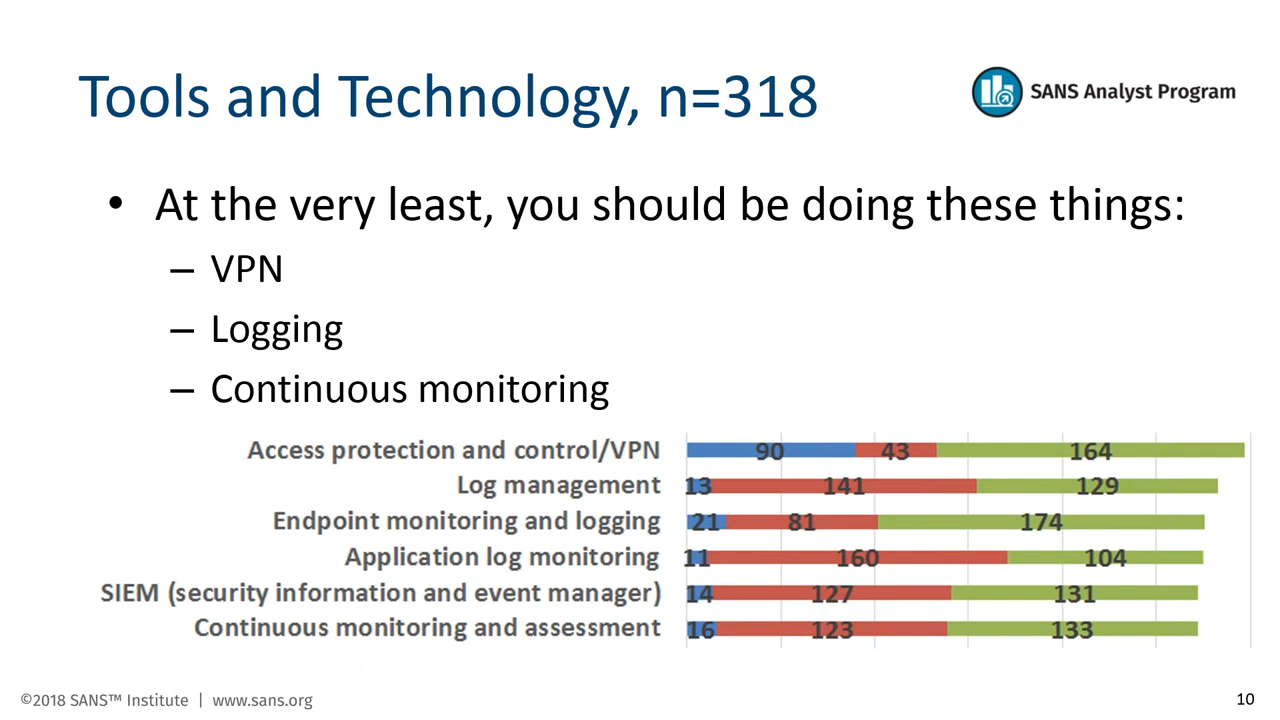 Tools and Technology, n=318
SANS Analyst Program
• At the very least, you should be doing these things:
– VPN
– Logging
– Continuous monitoring
Access protection and control/VPN 90 43 164
Log management 13 141 129
Endpoint monitoring and logging 21 81 174
Application log monitoring 11 160 104
SIEM (security information and event manager) 14 127 131
Continuous monitoring and assessment 16 123 133
©2018 SANS™ Institute | www.sans.org
10